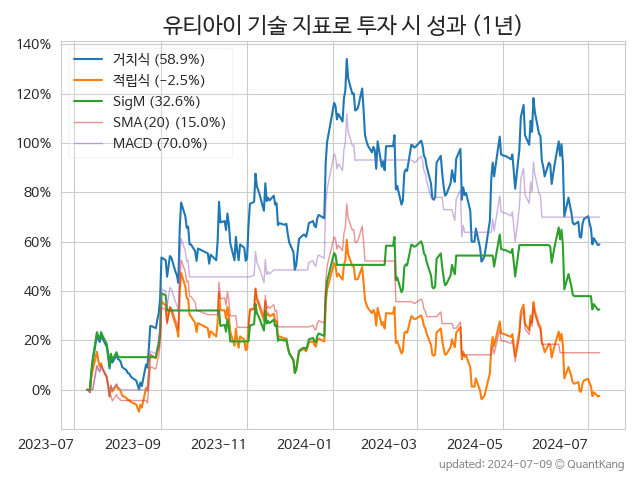 유티아이 기술 지표로 투자 시 성과 (1년)
140%
120%
100%
80%
60%
40%
20%
0%
거치식 (58.9%)
적립식 (-2.5%)
SigM (32.6%)
SMA(20) (15.0%)
MACD (70.0%)
2023-07
2023-09
2023-11
2024-01
2024-03
2024-05
2024-07
updated: 2024-07-09 © QuantKang